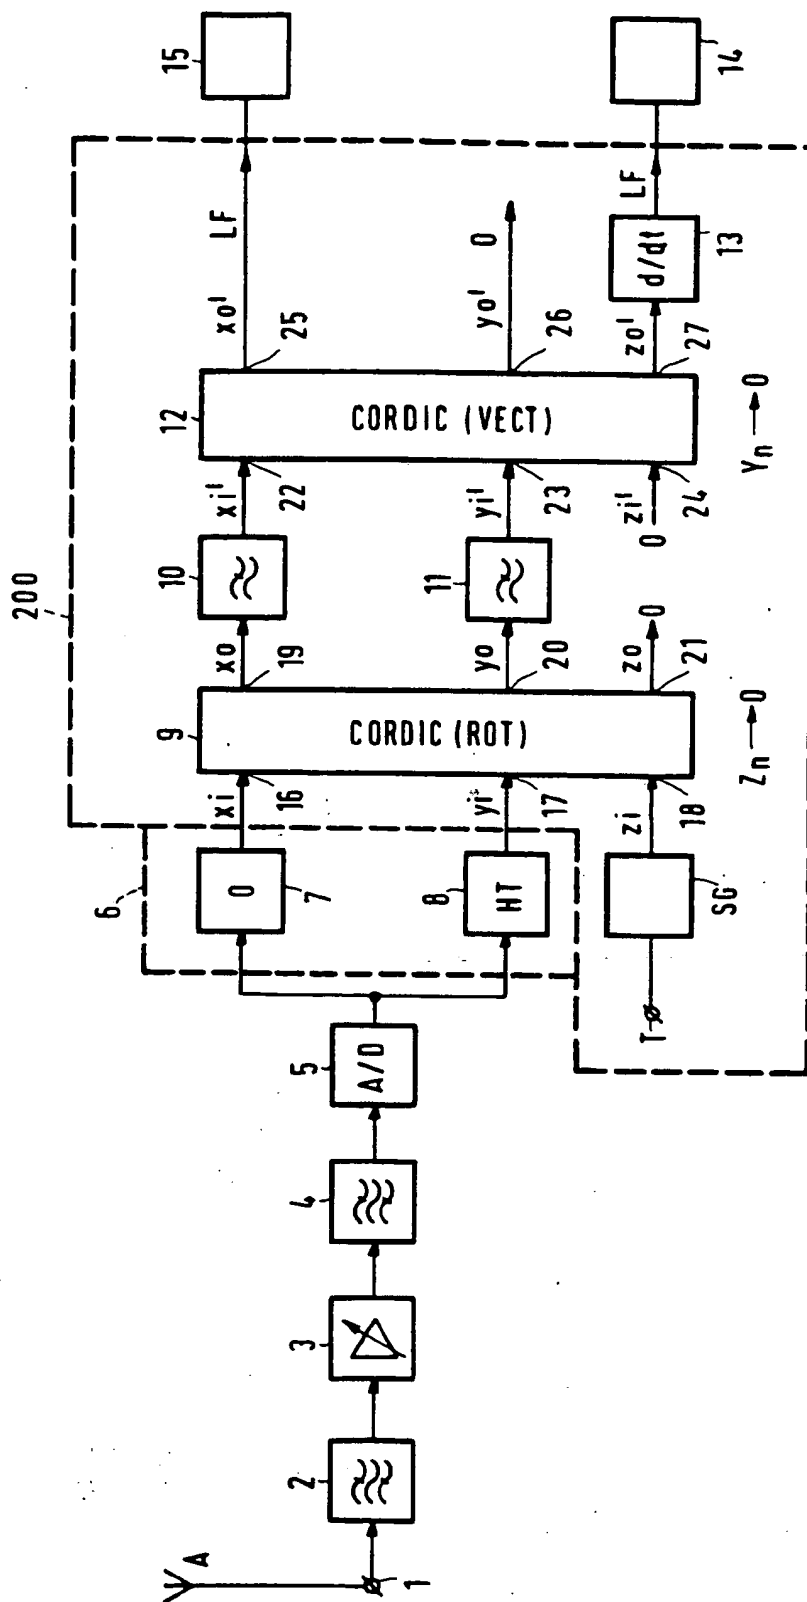 A
1
2
3
4
5
A/D
6
7
0
8
HT
T
SG
xi
16
yi
17
zi
18
200
9
CORDIC (ROT)
xo
19
yo
20
zo
0
21
Zn → 0
10
11
xi'
22
yi'
23
zi'
0
24
12
CORDIC (VECT)
xo'
25
LF
yo'
0
26
zo'
27
Yn → 0
d/dt
13
LF
15
14